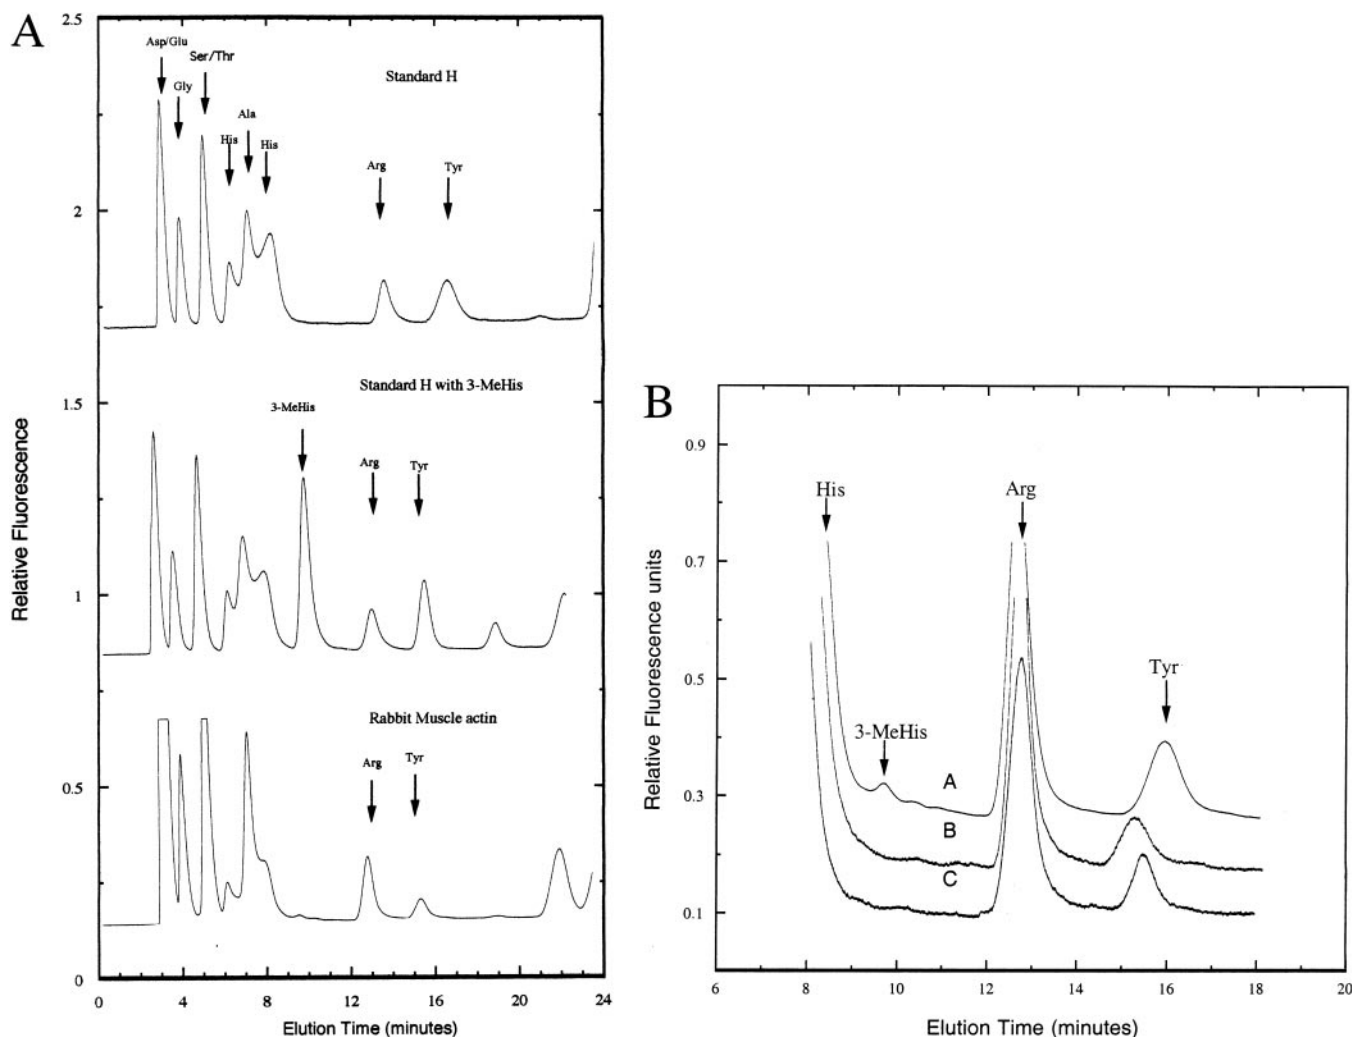 A
2.5
Asp/Glu
Ser/Thr
Standard H
Gly
Ala
His
His
Arg
Tyr
2
Standard H with 3-MeHis
1.5
3-MeHis
Arg
Tyr
1
Rabbit Muscle actin
Arg
Tyr
0.5
0
0 4 8 12 16 20 24
Relative Fluorescence
Elution Time (minutes)
B
0.9
His
Arg
0.7
Tyr
0.5
3-MeHis
A
0.3
B
C
0.1
6 8 10 12 14 16 18 20
Relative Fluorescence units
Elution Time (minutes)